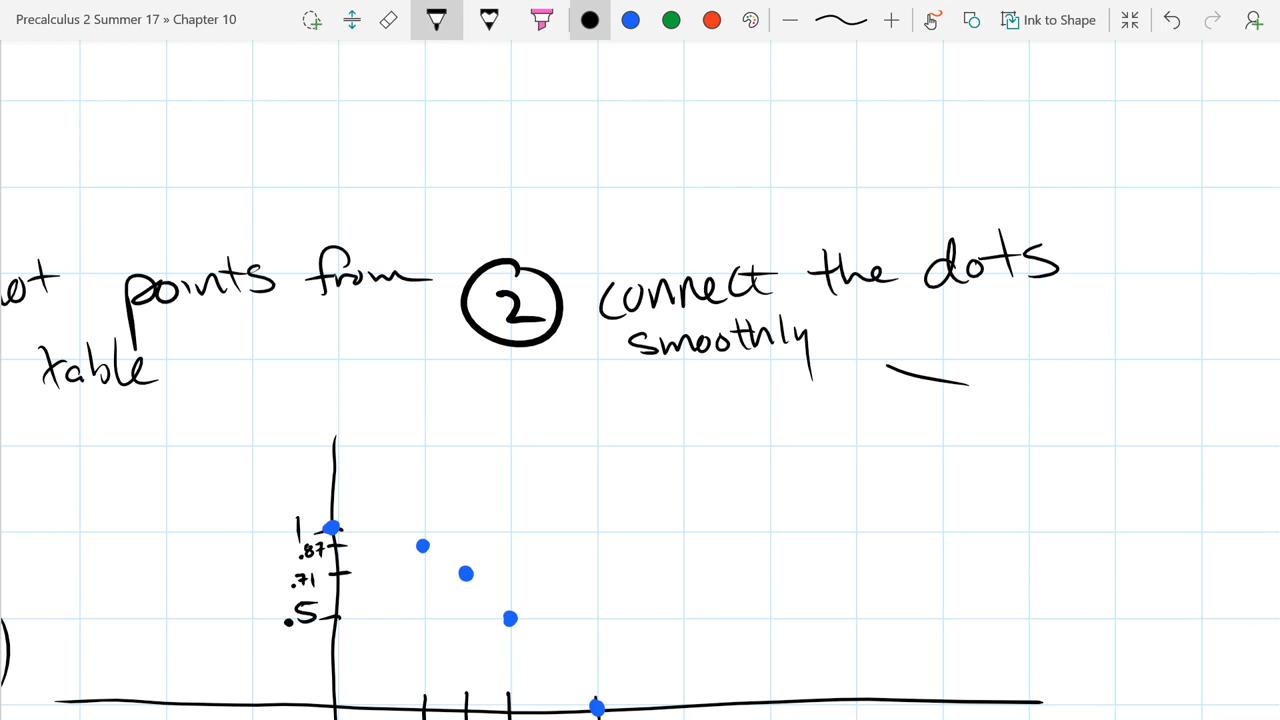 Precalculus 2 Summer 17 » Chapter 10
Ink to Shape
points from
table
2 connect the dots
smoothly
1
.87
.71
.5